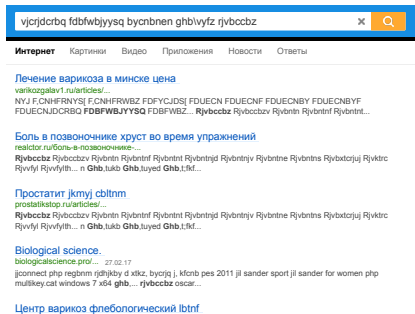 vjcrjdcrbq fdbfwbjyysq bycnbnen ghb\vyfz rjvbccbz
Интернет Картинки Видео Приложения Новости Ответы
Лечение варикоза в минске цена
varikozgalav1.ru/articles/...
NYJ F,CNHFRNYS[ F,CNHFRWBZ FDFYCJDS[ FDUECN FDUECNF FDUECNBY FDUECNBYF
FDUECNJDCRBQ FDBFWBJYYSQ FDBFWBZ... Rjvbccbz Rjvbccbzv Rjvbntn Rjvbntnf Rjvbntnt...
Боль в позвоночнике хруст во время упражнений
realctor.ru/боль-в-позвоночнике-...
Rjvbccbz Rjvbccbzv Rjvbntn Rjvbntnf Rjvbntnt Rjvbntnjd Rjvbntnjv Rjvbntne Rjvbntns Rjvbxtcrjuj Rjvktrc
Rjvvfyl Rjvvfylth... n Ghb,tukb Ghb,tuyed Ghb,t;fkf...
Простатит jkmyj cbltnm
prostatikstop.ru/articles/...
Rjvbccbz Rjvbccbzv Rjvbntn Rjvbntnf Rjvbntnt Rjvbntnjd Rjvbntnjv Rjvbntne Rjvbntns Rjvbxtcrjuj Rjvktrc
Rjvvfyl Rjvvfylth... n Ghb,tukb Ghb,tuyed Ghb,t;fkf...
Biological science.
biologicalscience.pro/... 27.02.17
jjconnect php regbnm rjdhjkby d xtkz, bycrjq j, kfcnb pes 2011 jil sander sport jil sander for women php
multikey.cat windows 7 x64 ghb,... rjvbccbz oscar...
Центр варикоз флебологический lbtnf